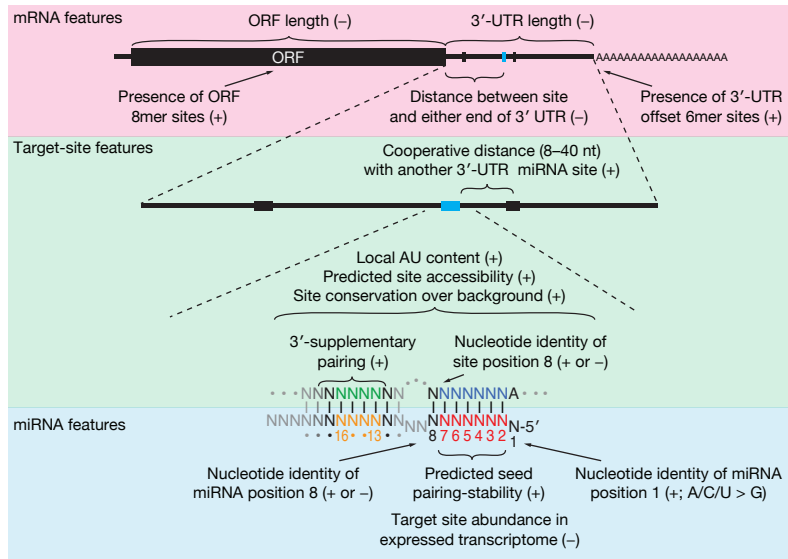 mRNA features
ORF length (–)
3′-UTR length (–)
ORF
AAAAAAAAAAAAAAAAAA
Presence of ORF
8mer sites (+)
Distance between site
and either end of 3′ UTR (–)
Presence of 3′-UTR
offset 6mer sites (+)
Target-site features
Cooperative distance (8–40 nt)
with another 3′-UTR miRNA site (+)
Local AU content (+)
Predicted site accessibility (+)
Site conservation over background (+)
3′-supplementary
pairing (+)
Nucleotide identity of
site position 8 (+ or –)
· · · NNNNNNNNN · · · NNNNNNNA · · ·
miRNA features
NNNNNNNNNNNNNNNNNNNNN-5′
· · · 16 · · 13 · · 8 7 6 5 4 3 2 1
Nucleotide identity of
miRNA position 8 (+ or –)
Predicted seed
pairing-stability (+)
Nucleotide identity of miRNA
position 1 (+; A/C/U > G)
Target site abundance in
expressed transcriptome (–)